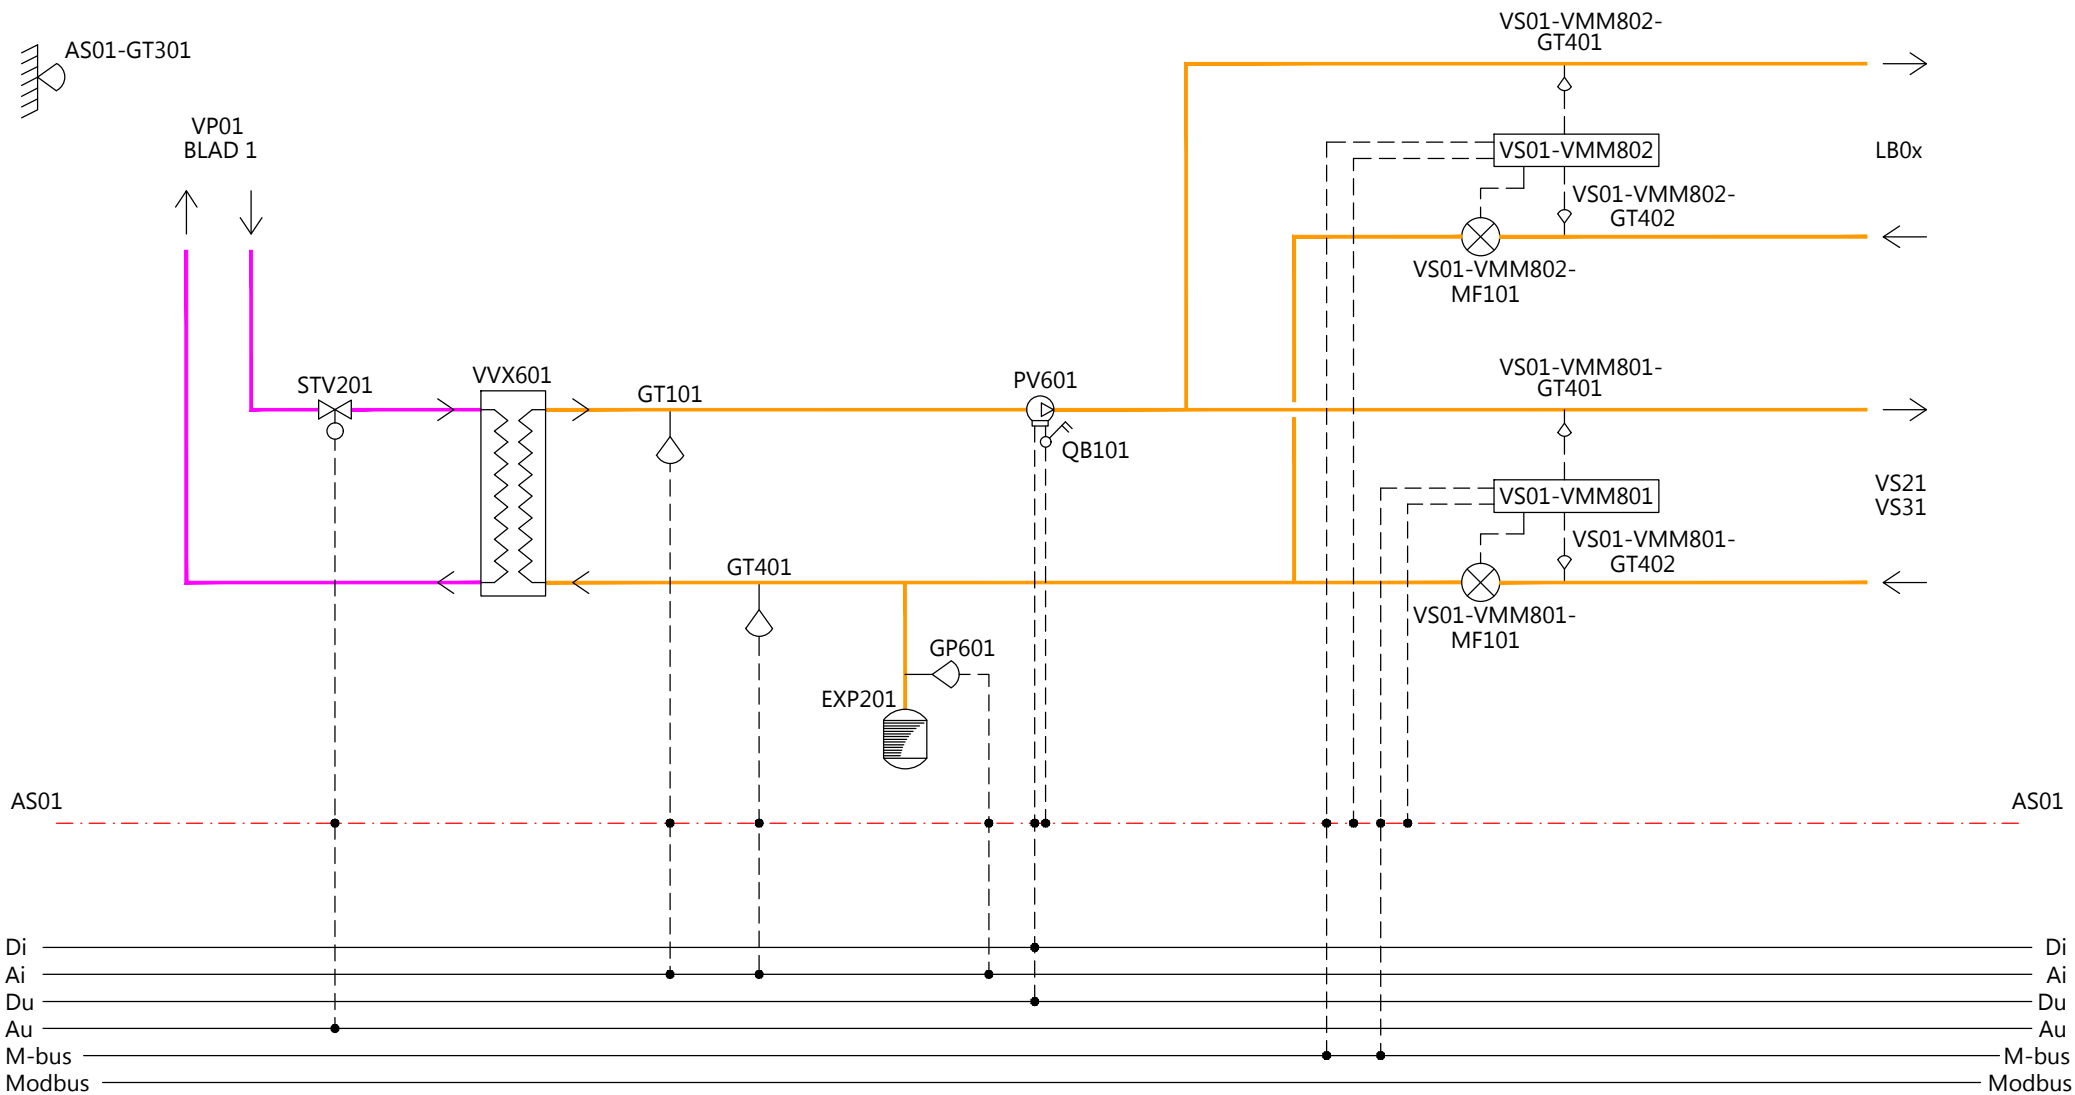 VS01-VMM802-
GT401
AS01-GT301
VP01
BLAD 1
VS01-VMM802
LB0x
VS01-VMM802-
GT402
VS01-VMM802-
MF101
STV201
VVX601
GT101
PV601
QB101
VS01-VMM801-
GT401
VS01-VMM801
VS21
VS31
VS01-VMM801-
GT402
VS01-VMM801-
MF101
GT401
GP601
EXP201
AS01
AS01
Di
Di
Ai
Ai
Du
Du
Au
Au
M-bus
M-bus
Modbus
Modbus